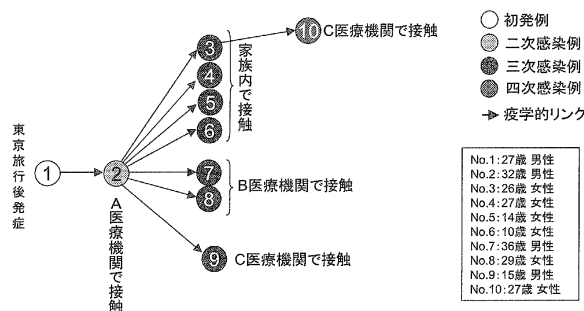 東京旅行後発症
1
2
A医療機関で接触
3
4
5
6
家族内で接触
7
8
B医療機関で接触
9
C医療機関で接触
10
C医療機関で接触
初発例
二次感染例
三次感染例
四次感染例
疫学的リンク
No.1:27歳 男性
No.2:32歳 男性
No.3:26歳 女性
No.4:27歳 女性
No.5:14歳 女性
No.6:10歳 女性
No.7:36歳 男性
No.8:29歳 女性
No.9:15歳 男性
No.10:27歳 女性